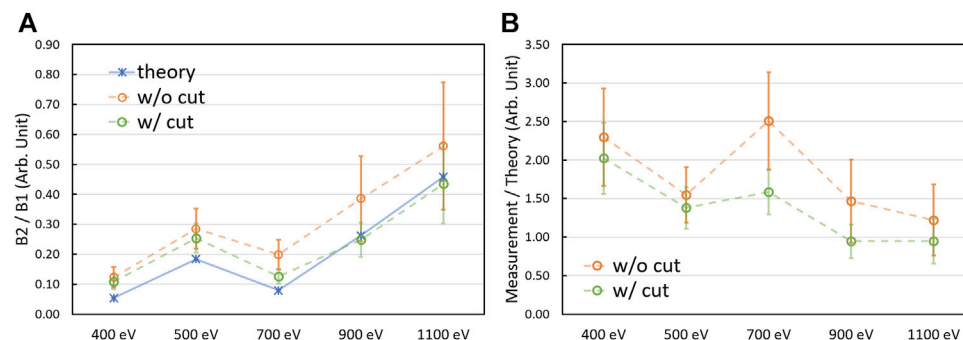 A
B2 / B1 (Arb. Unit)
0.90
0.80
0.70
0.60
0.50
0.40
0.30
0.20
0.10
0.00
theory
w/o cut
w/ cut
400 eV 500 eV 700 eV 900 eV 1100 eV
B
Measurement / Theory (Arb. Unit)
3.50
3.00
2.50
2.00
1.50
1.00
0.50
0.00
w/o cut
w/ cut
400 eV 500 eV 700 eV 900 eV 1100 eV